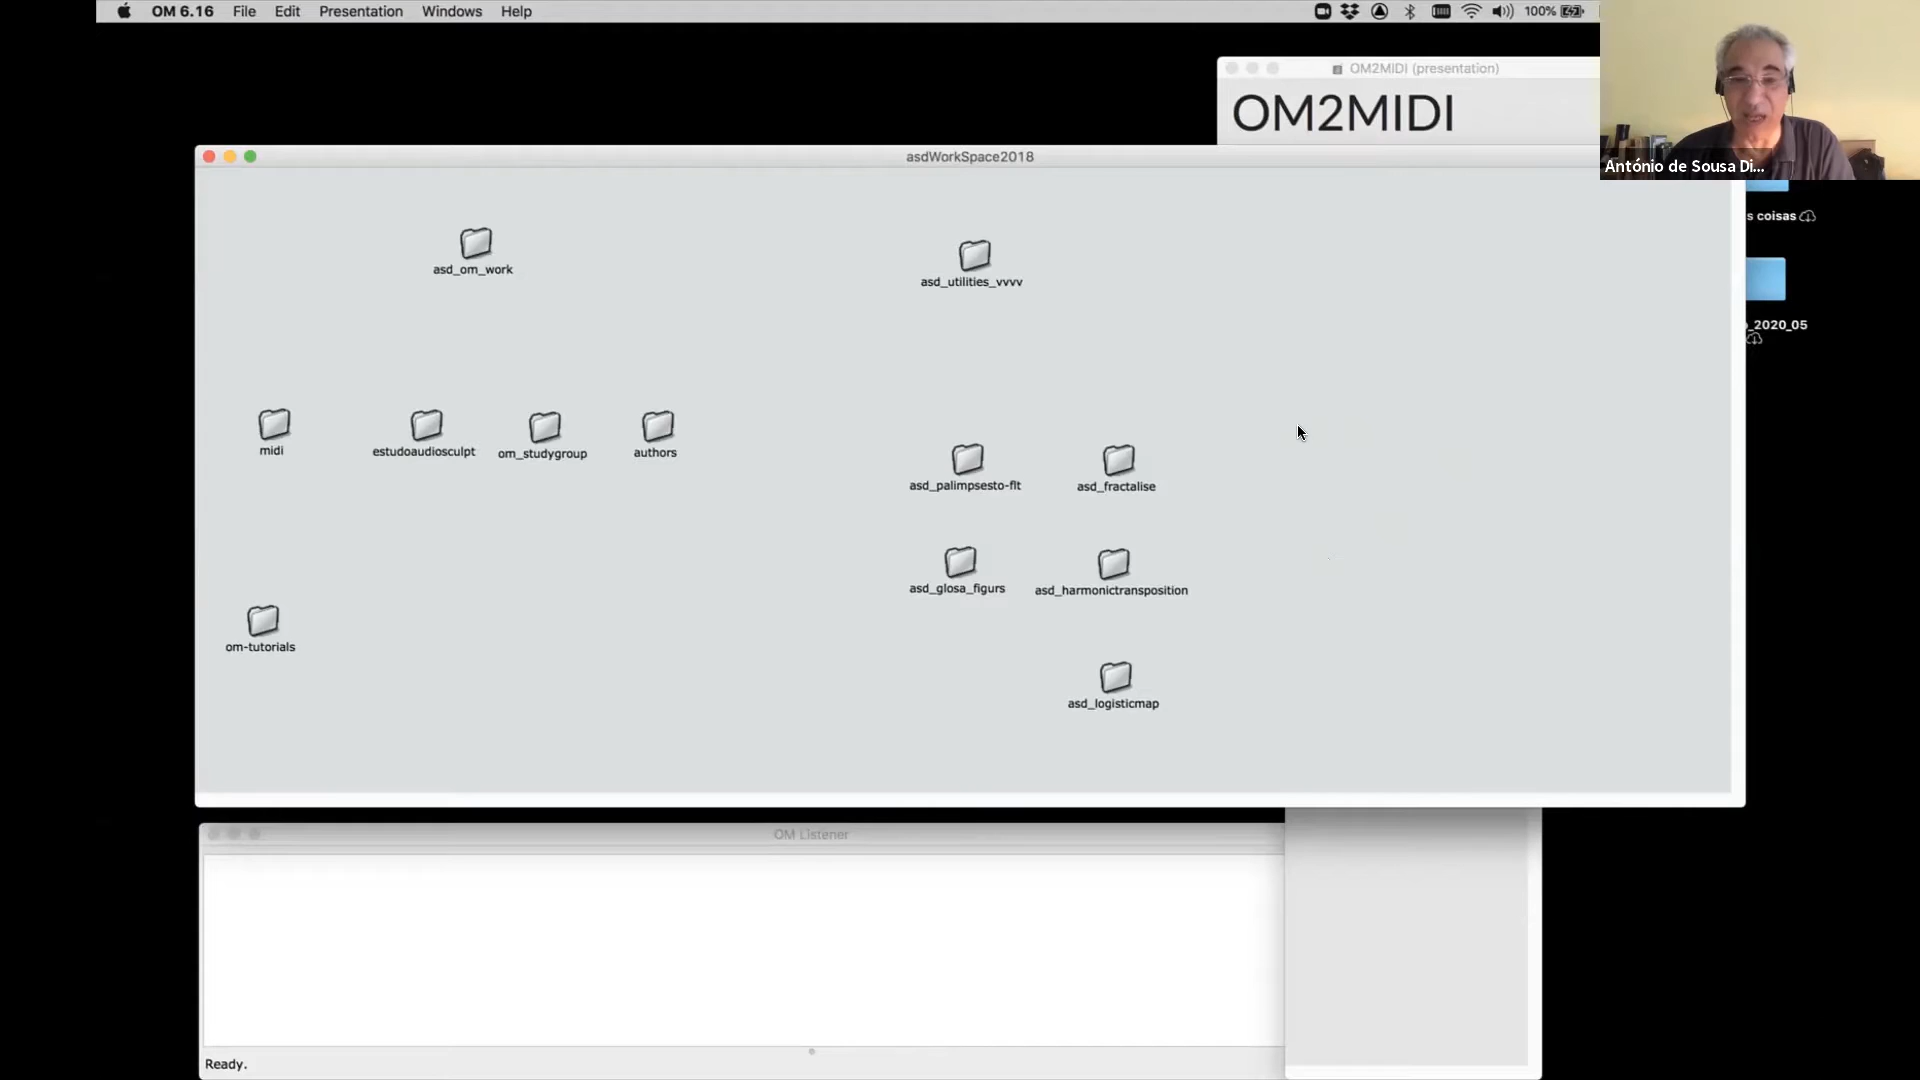 OM 6.16 File Edit Presentation Windows Help 100%
OM2MIDI (presentation)
OM2MIDI
António de Sousa Di...
asdWorkSpace2018
s coisas
asd_om_work
asd_utilities_vvvv
_2020_05
midi
estudoaudiosculpt
om_studygroup
authors
asd_palimpsesto-flt
asd_fractalise
asd_glosa_figurs
asd_harmonictransposition
om-tutorials
asd_logisticmap
OM Listener
Ready.